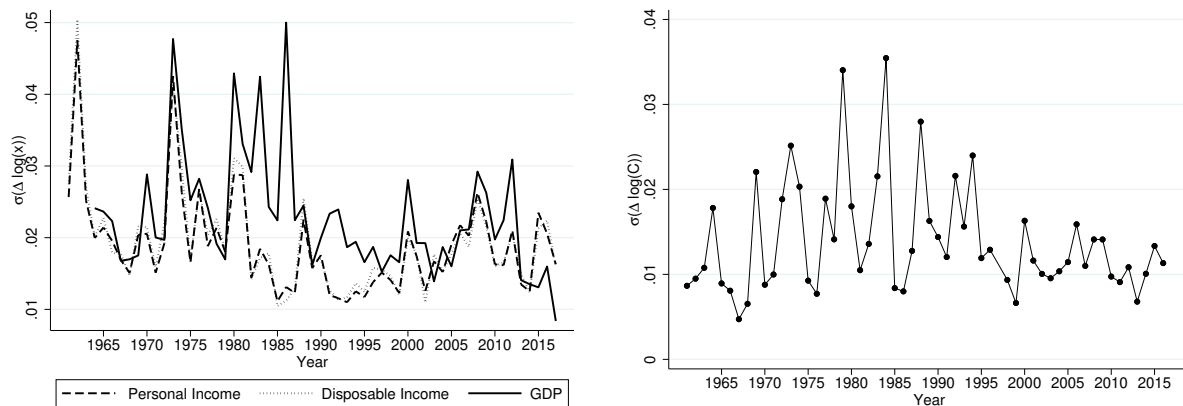 σ(Δ log(x))
.05
.04
.03
.02
.01
1965 1970 1975 1980 1985 1990 1995 2000 2005 2010 2015
Year
Personal Income Disposable Income GDP
σ(Δ log(C))
.04
.03
.02
.01
0
1965 1970 1975 1980 1985 1990 1995 2000 2005 2010 2015
Year